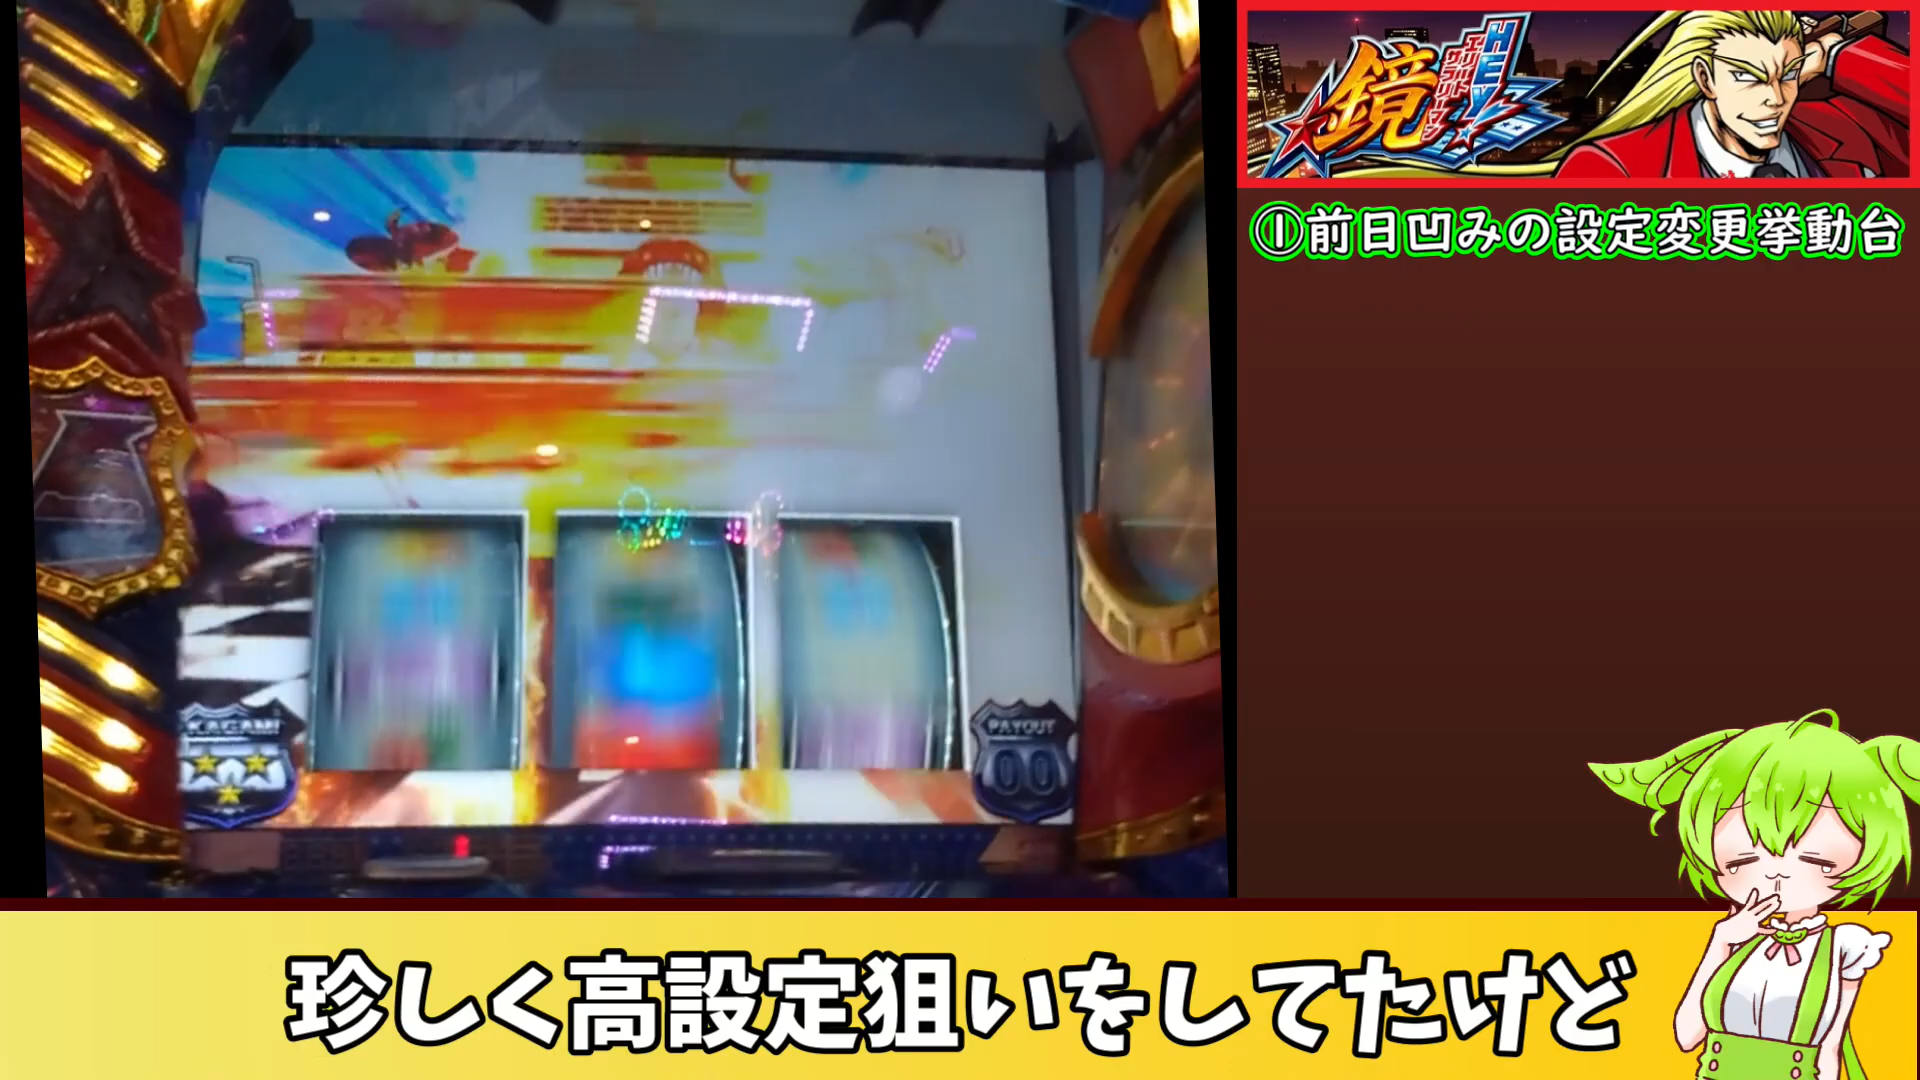 HEY!
エリートサラリーマン
鏡
①前日凹みの設定変更挙動台
KAGAMI
PAYOUT
00
珍しく高設定狙いをしてたけど